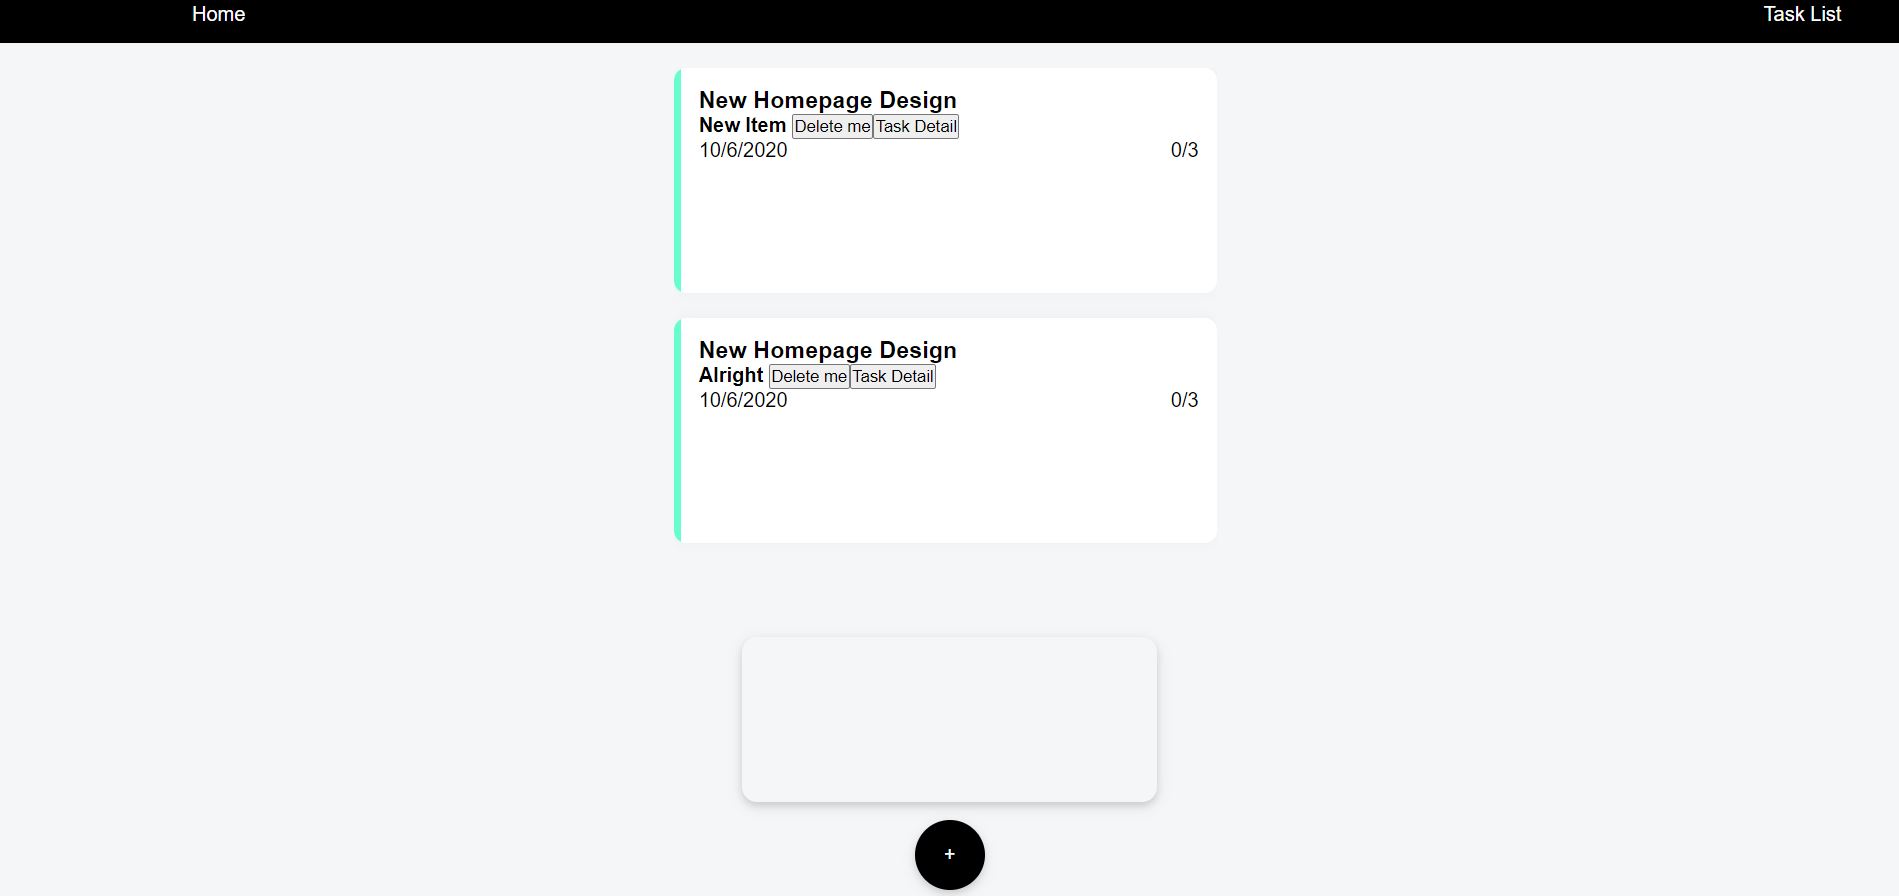 Home Task List
New Homepage Design
New Item Delete me Task Detail
10/6/2020 0/3
New Homepage Design
Alright Delete me Task Detail
10/6/2020 0/3
+